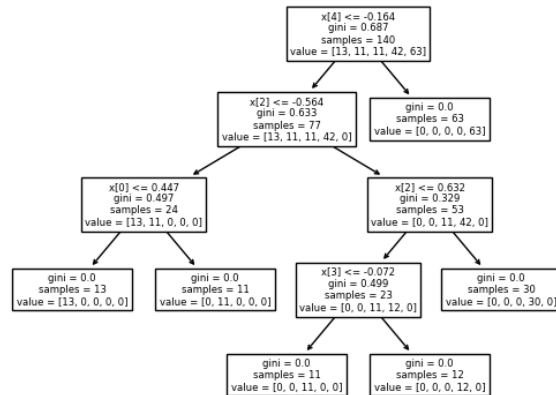 x[4] <= -0.164
gini = 0.687
samples = 140
value = [13, 11, 11, 42, 63]
x[2] <= -0.564
gini = 0.633
samples = 77
value = [13, 11, 11, 42, 0]
gini = 0.0
samples = 63
value = [0, 0, 0, 0, 63]
x[0] <= 0.447
gini = 0.497
samples = 24
value = [13, 11, 0, 0, 0]
x[2] <= 0.632
gini = 0.329
samples = 53
value = [0, 0, 11, 42, 0]
gini = 0.0
samples = 13
value = [13, 0, 0, 0, 0]
gini = 0.0
samples = 11
value = [0, 11, 0, 0, 0]
x[3] <= -0.072
gini = 0.499
samples = 23
value = [0, 0, 11, 12, 0]
gini = 0.0
samples = 30
value = [0, 0, 0, 30, 0]
gini = 0.0
samples = 11
value = [0, 0, 11, 0, 0]
gini = 0.0
samples = 12
value = [0, 0, 0, 12, 0]